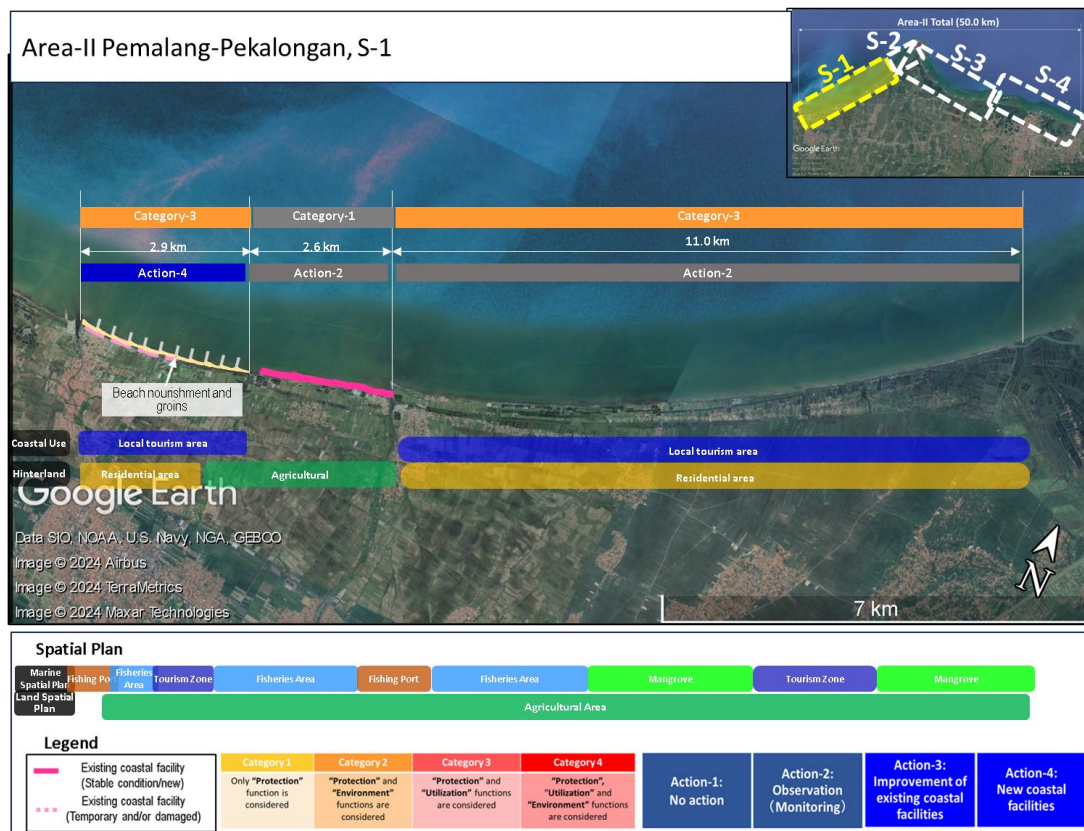 Area-II Pemalang-Pekalongan, S-1
Area-II Total (50.0 km)
S-1
S-2
S-3
S-4
Google Earth
Category-3
Category-1
Category-3
2.9 km
2.6 km
11.0 km
Action-4
Action-2
Action-2
Beach nourishment and
groins
Coastal Use
Local tourism area
Local tourism area
Hinterland
Residential area
Agricultural
Residential area
Google Earth
Data SIO, NOAA, U.S. Navy, NGA, GEBCO
Image © 2024 Airbus
Image © 2024 TerraMetrics
Image © 2024 Maxar Technologies
N
7 km
Spatial Plan
Marine
Spatial Plan
Fishing Po
Fisheries
Area
Tourism Zone
Fisheries Area
Fishing Port
Fisheries Area
Mangrove
Tourism Zone
Mangrove
Land Spatial
Plan
Agricultural Area
Legend
Existing coastal facility
(Stable condition/new)
Existing coastal facility
(Temporary and/or damaged)
Category 1
Only “Protection”
function is
considered
Category 2
“Protection” and
“Environment”
functions are
considered
Category 3
“Protection” and
“Utilization” functions
are considered
Category 4
“Protection”,
“Utilization” and
“Environment” functions
are considered
Action-1:
No action
Action-2:
Observation
(Monitoring)
Action-3:
Improvement of
existing coastal
facilities
Action-4:
New coastal
facilities